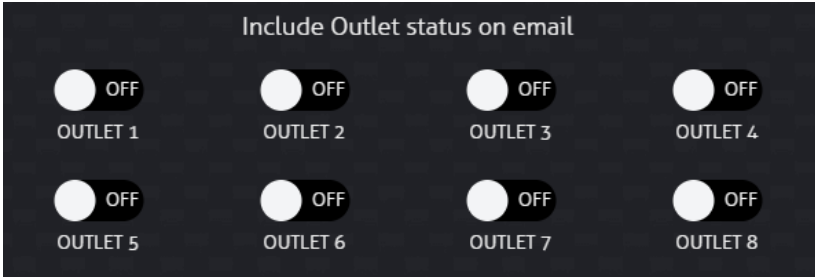 Include Outlet status on email
OFF OFF OFF OFF
OUTLET 1 OUTLET 2 OUTLET 3 OUTLET 4
OFF OFF OFF OFF
OUTLET 5 OUTLET 6 OUTLET 7 OUTLET 8